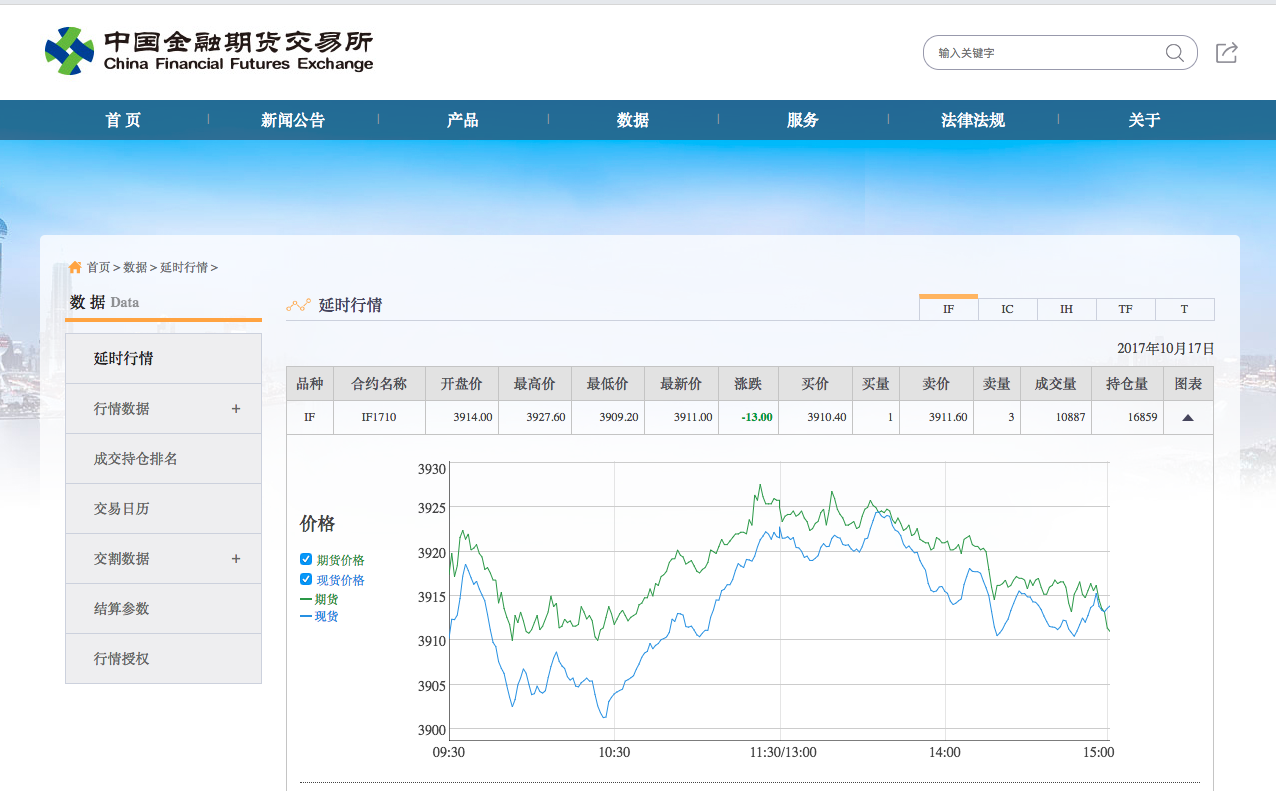 中国金融期货交易所
China Financial Futures Exchange
输入关键字
首 页 新闻公告 产品 数据 服务 法律法规 关于
首页 > 数据 > 延时行情 >
数 据 Data
延时行情
行情数据 +
成交持仓排名
交易日历
交割数据 +
结算参数
行情授权
延时行情
IF IC IH TF T
2017年10月17日
品种 合约名称 开盘价 最高价 最低价 最新价 涨跌 买价 买量 卖价 卖量 成交量 持仓量 图表
IF IF1710 3914.00 3927.60 3909.20 3911.00 -13.00 3910.40 1 3911.60 3 10887 16859
价格
期货价格
现货价格
期货
现货
3930
3925
3920
3915
3910
3905
3900
09:30 10:30 11:30/13:00 14:00 15:00